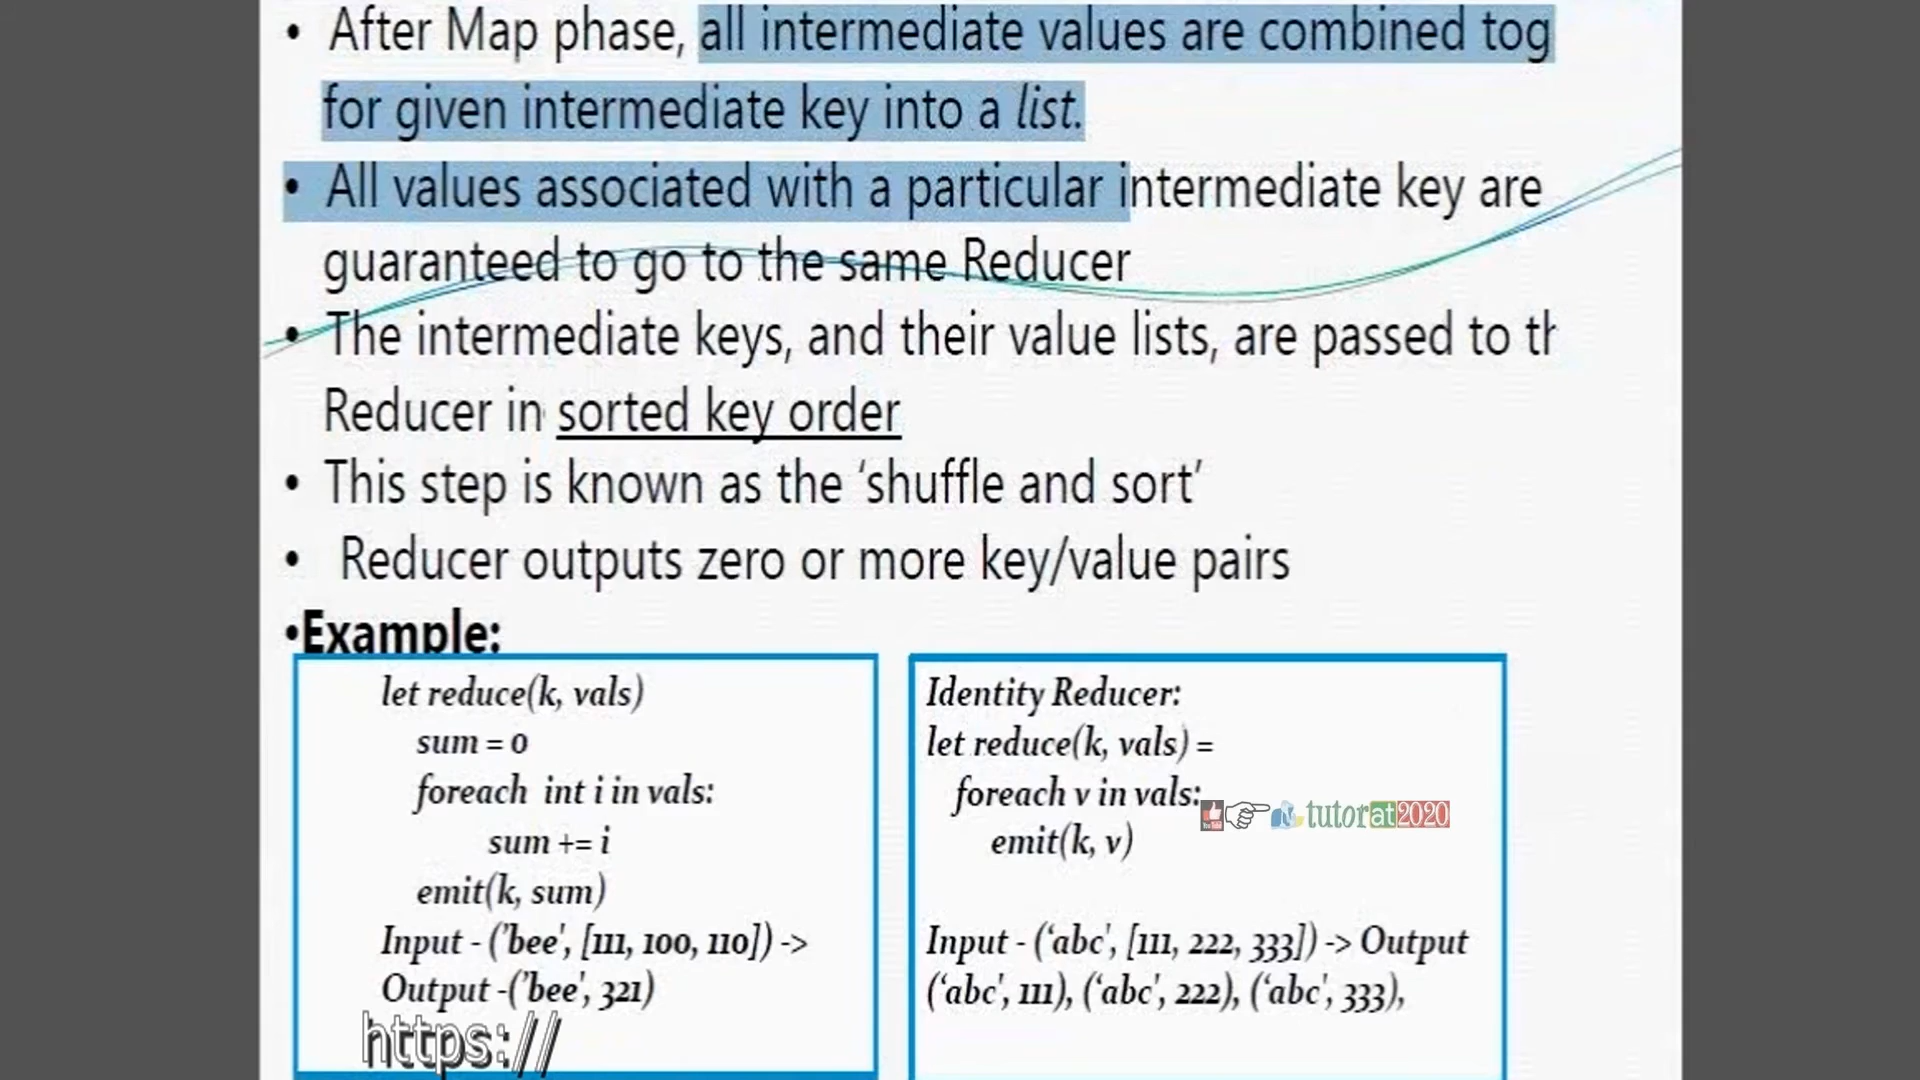 • After Map phase, all intermediate values are combined tog
for given intermediate key into a list.
• All values associated with a particular intermediate key are
guaranteed to go to the same Reducer
• The intermediate keys, and their value lists, are passed to th
Reducer in sorted key order
• This step is known as the ‘shuffle and sort’
• Reducer outputs zero or more key/value pairs
•Example:
let reduce(k, vals)
sum = 0
foreach int i in vals:
sum += i
emit(k, sum)
Input - ('bee', [111, 100, 110]) ->
Output -('bee', 321)
https://
Identity Reducer:
let reduce(k, vals) =
foreach v in vals:
tutorat2020
emit(k, v)
Input - (‘abc', [111, 222, 333]) -> Output
(‘abc', 111), (‘abc', 222), (‘abc', 333),